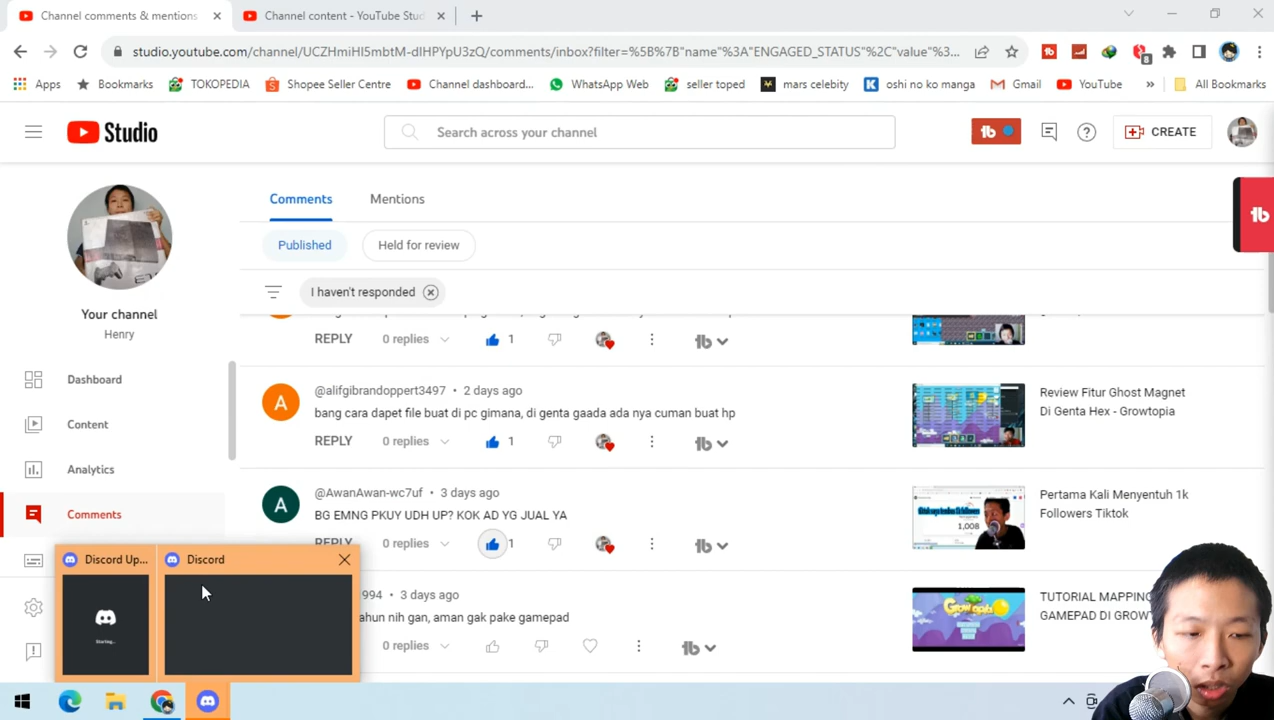 Channel comments & mentions
Channel content - YouTube Stud
studio.youtube.com/channel/UCZHmiHI5mbtM-dIHPYpU3zQ/comments/inbox?filter=%5B%7B"name"%3A"ENGAGED_STATUS"%2C"value"%3...
8
Apps
Bookmarks
TOKOPEDIA
Shopee Seller Centre
Channel dashboard...
WhatsApp Web
seller toped
mars celebity
oshi no ko manga
Gmail
YouTube
»
All Bookmarks
Studio
Search across your channel
CREATE
Comments
Mentions
Published
Held for review
I haven't responded
Your channel
Henry
Dashboard
Content
Analytics
Comments
REPLY 0 replies 1
@alifgibrandoppert3497 • 2 days ago
bang cara dapet file buat di pc gimana, di genta gaada ada nya cuman buat hp
REPLY 0 replies 1
Review Fitur Ghost Magnet
Di Genta Hex - Growtopia
@AwanAwan-wc7uf • 3 days ago
BG EMNG PKUY UDH UP? KOK AD YG JUAL YA
REPLY 0 replies 1
1,008
Pertama Kali Menyentuh 1k
Followers Tiktok
994 • 3 days ago
ahun nih gan, aman gak pake gamepad
0 replies
TUTORIAL MAPPING
GAMEPAD DI GROW
Discord Up...
Discord
Starting...